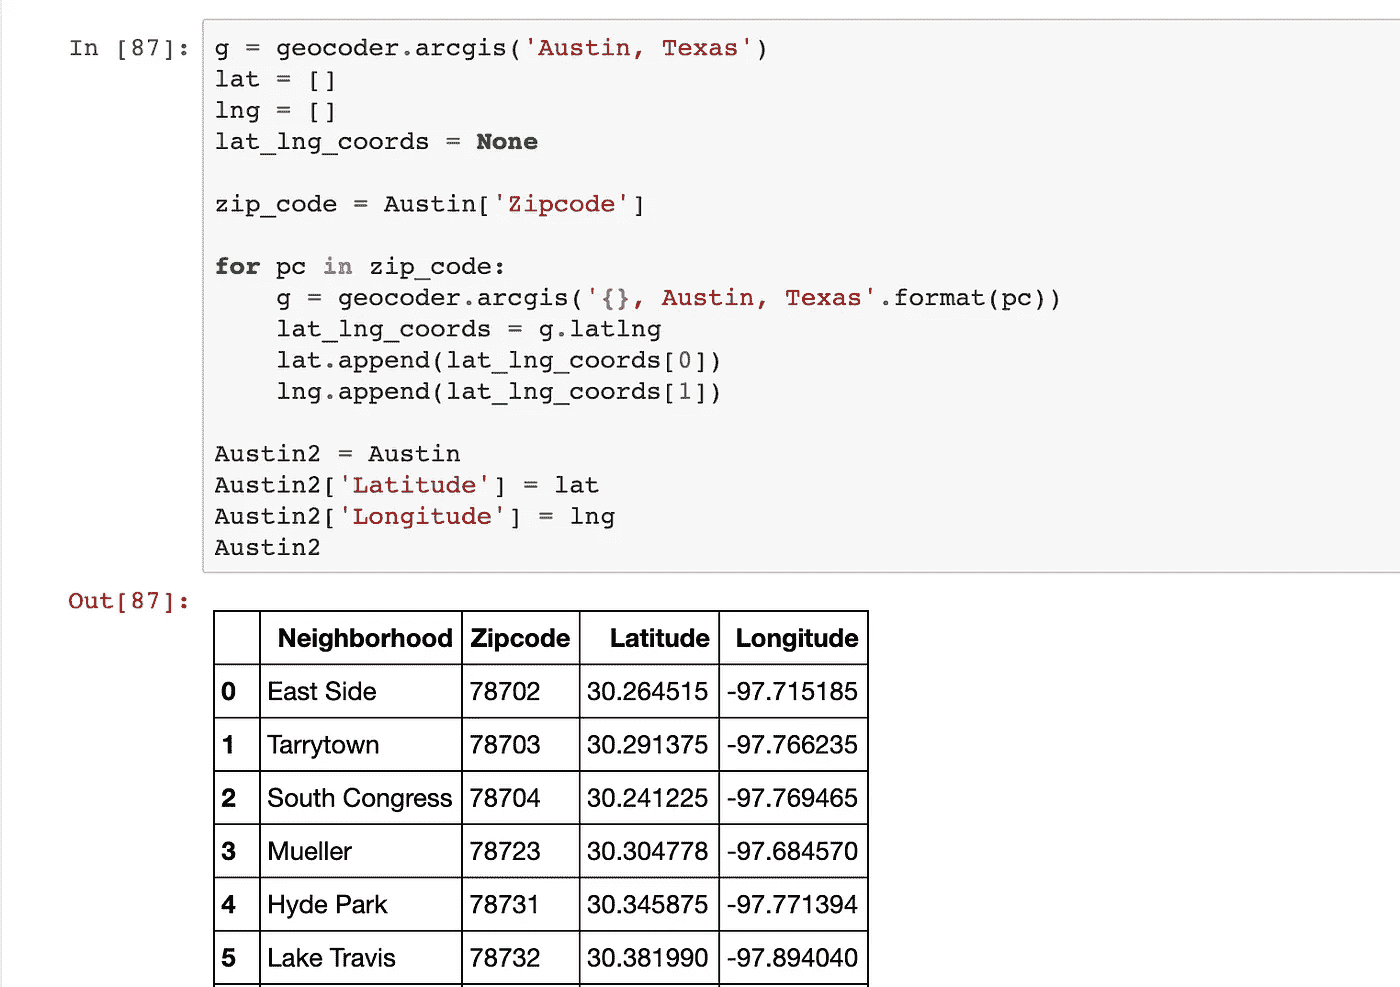 In [87]: g = geocoder.arcgis('Austin, Texas')
lat = []
lng = []
lat_lng_coords = None
zip_code = Austin['Zipcode']
for pc in zip_code:
    g = geocoder.arcgis('{}, Austin, Texas'.format(pc))
    lat_lng_coords = g.latlng
    lat.append(lat_lng_coords[0])
    lng.append(lat_lng_coords[1])
Austin2 = Austin
Austin2['Latitude'] = lat
Austin2['Longitude'] = lng
Austin2
Out[87]:
Neighborhood Zipcode Latitude Longitude
0 East Side 78702 30.264515 -97.715185
1 Tarrytown 78703 30.291375 -97.766235
2 South Congress 78704 30.241225 -97.769465
3 Mueller 78723 30.304778 -97.684570
4 Hyde Park 78731 30.345875 -97.771394
5 Lake Travis 78732 30.381990 -97.894040